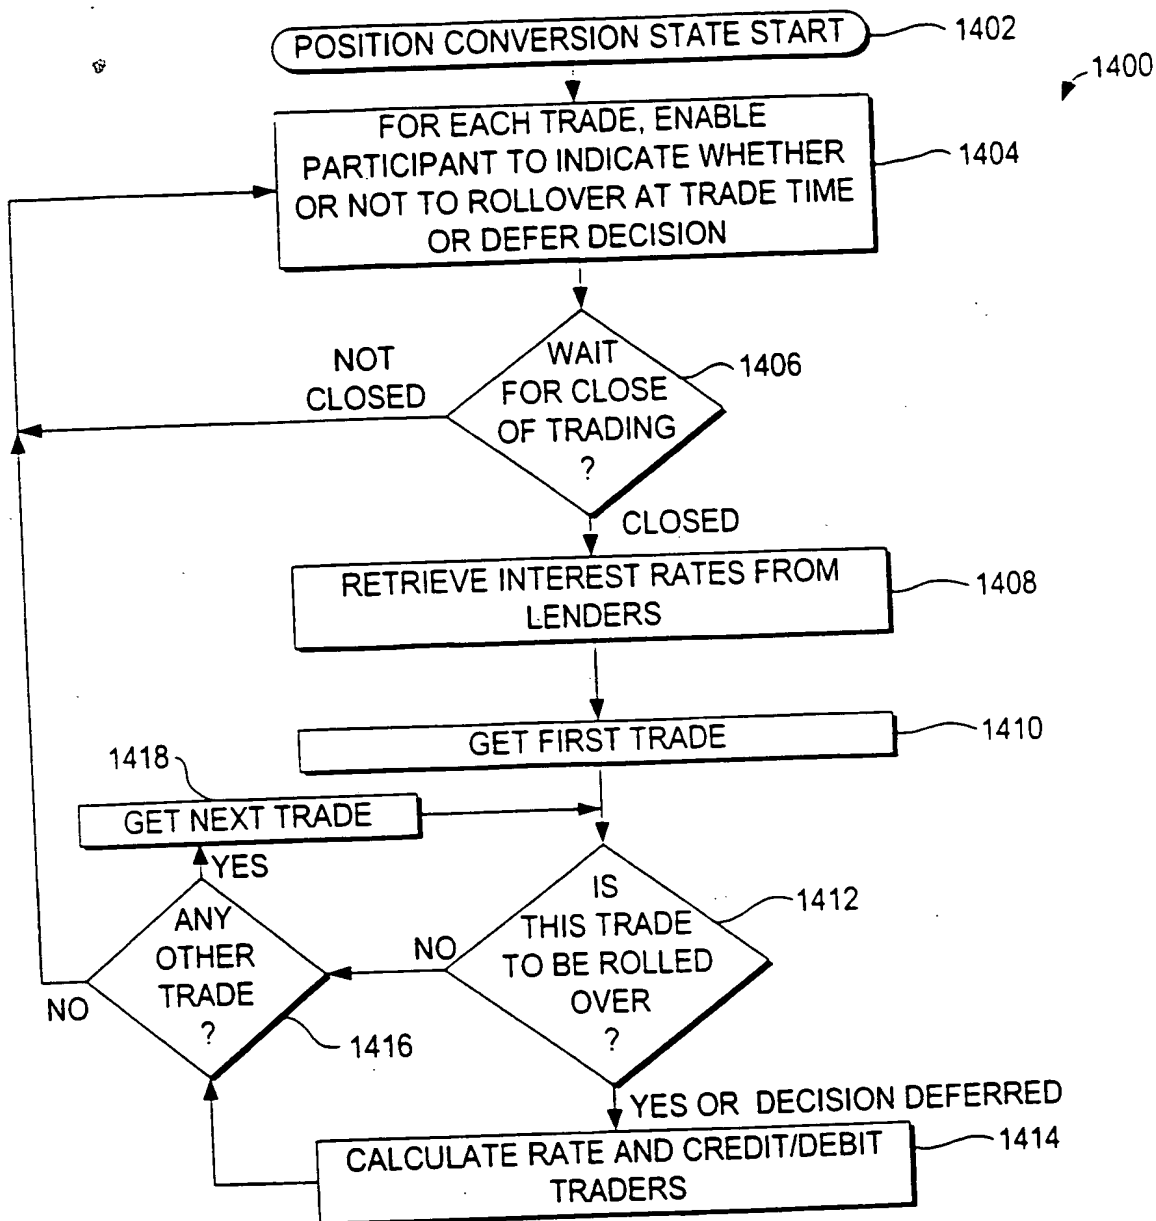 POSITION CONVERSION STATE START
1402
1400
FOR EACH TRADE, ENABLE
PARTICIPANT TO INDICATE WHETHER
OR NOT TO ROLLOVER AT TRADE TIME
OR DEFER DECISION
1404
NOT
CLOSED
WAIT
FOR CLOSE
OF TRADING
?
1406
CLOSED
RETRIEVE INTEREST RATES FROM
LENDERS
1408
GET FIRST TRADE
1410
1418
GET NEXT TRADE
YES
ANY
OTHER
TRADE
?
NO
1416
NO
IS
THIS TRADE
TO BE ROLLED
OVER
?
1412
YES OR DECISION DEFERRED
CALCULATE RATE AND CREDIT/DEBIT
TRADERS
1414